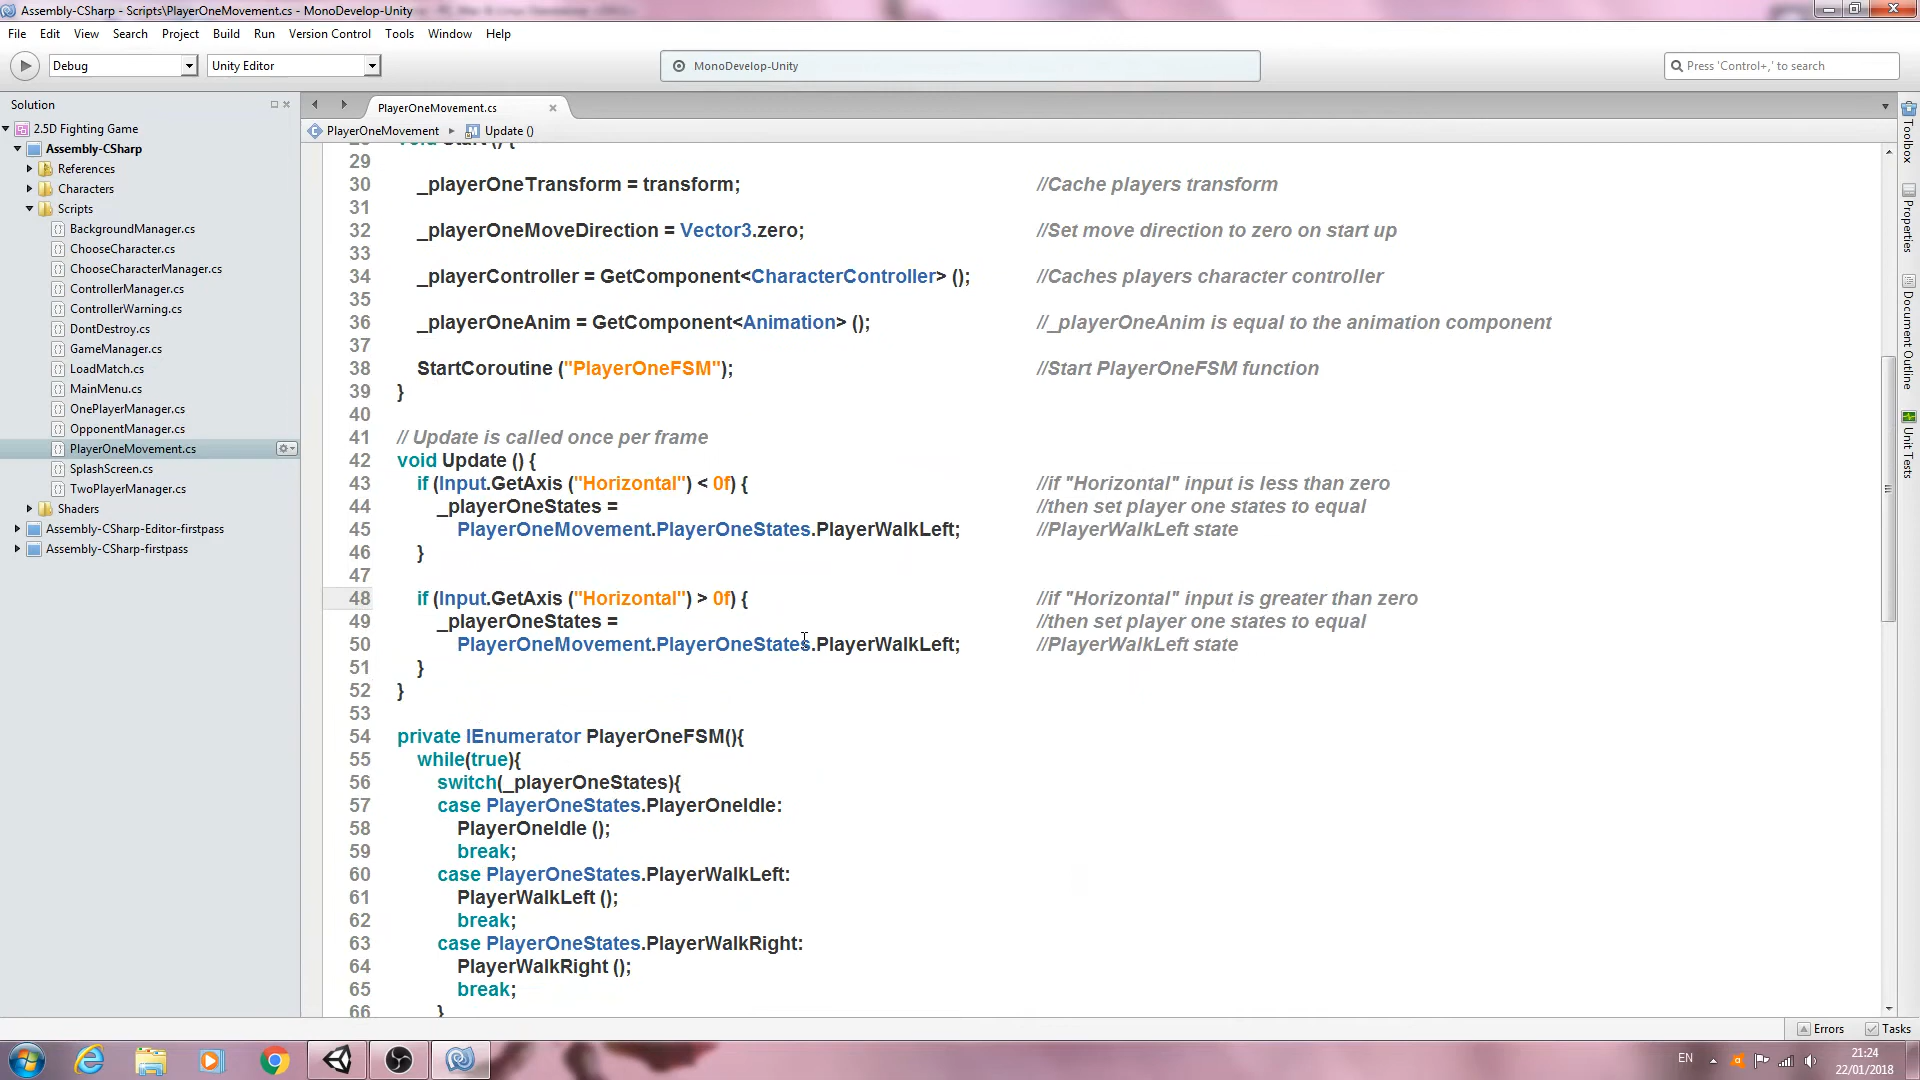 Assembly-CSharp - Scripts\PlayerOneMovement.cs - MonoDevelop-Unity
File Edit View Search Project Build Run Version Control Tools Window Help
Debug Unity Editor MonoDevelop-Unity Press 'Control+,' to search
Solution
2.5D Fighting Game
Assembly-CSharp
References
Characters
Scripts
BackgroundManager.cs
ChooseCharacter.cs
ChooseCharacterManager.cs
ControllerManager.cs
ControllerWarning.cs
DontDestroy.cs
GameManager.cs
LoadMatch.cs
MainMenu.cs
OnePlayerManager.cs
OpponentManager.cs
PlayerOneMovement.cs
SplashScreen.cs
TwoPlayerManager.cs
Shaders
Assembly-CSharp-Editor-firstpass
Assembly-CSharp-firstpass
PlayerOneMovement.cs
PlayerOneMovement Update ()
28 void Start () {
29
30 _playerOneTransform = transform; //Cache players transform
31
32 _playerOneMoveDirection = Vector3.zero; //Set move direction to zero on start up
33
34 _playerController = GetComponent<CharacterController> (); //Caches players character controller
35
36 _playerOneAnim = GetComponent<Animation> (); //_playerOneAnim is equal to the animation component
37
38 StartCoroutine ("PlayerOneFSM"); //Start PlayerOneFSM function
39 }
40
41 // Update is called once per frame
42 void Update () {
43 if (Input.GetAxis ("Horizontal") < 0f) { //if "Horizontal" input is less than zero
44 _playerOneStates = //then set player one states to equal
45 PlayerOneMovement.PlayerOneStates.PlayerWalkLeft; //PlayerWalkLeft state
46 }
47
48 if (Input.GetAxis ("Horizontal") > 0f) { //if "Horizontal" input is greater than zero
49 _playerOneStates = //then set player one states to equal
50 PlayerOneMovement.PlayerOneStates.PlayerWalkLeft; //PlayerWalkLeft state
51 }
52 }
53
54 private IEnumerator PlayerOneFSM(){
55 while(true){
56 switch(_playerOneStates){
57 case PlayerOneStates.PlayerOneIdle:
58 PlayerOneIdle ();
59 break;
60 case PlayerOneStates.PlayerWalkLeft:
61 PlayerWalkLeft ();
62 break;
63 case PlayerOneStates.PlayerWalkRight:
64 PlayerWalkRight ();
65 break;
66 }
Toolbox
Properties
Document Outline
Unit Tests
Errors Tasks
EN
21:24
22/01/2018